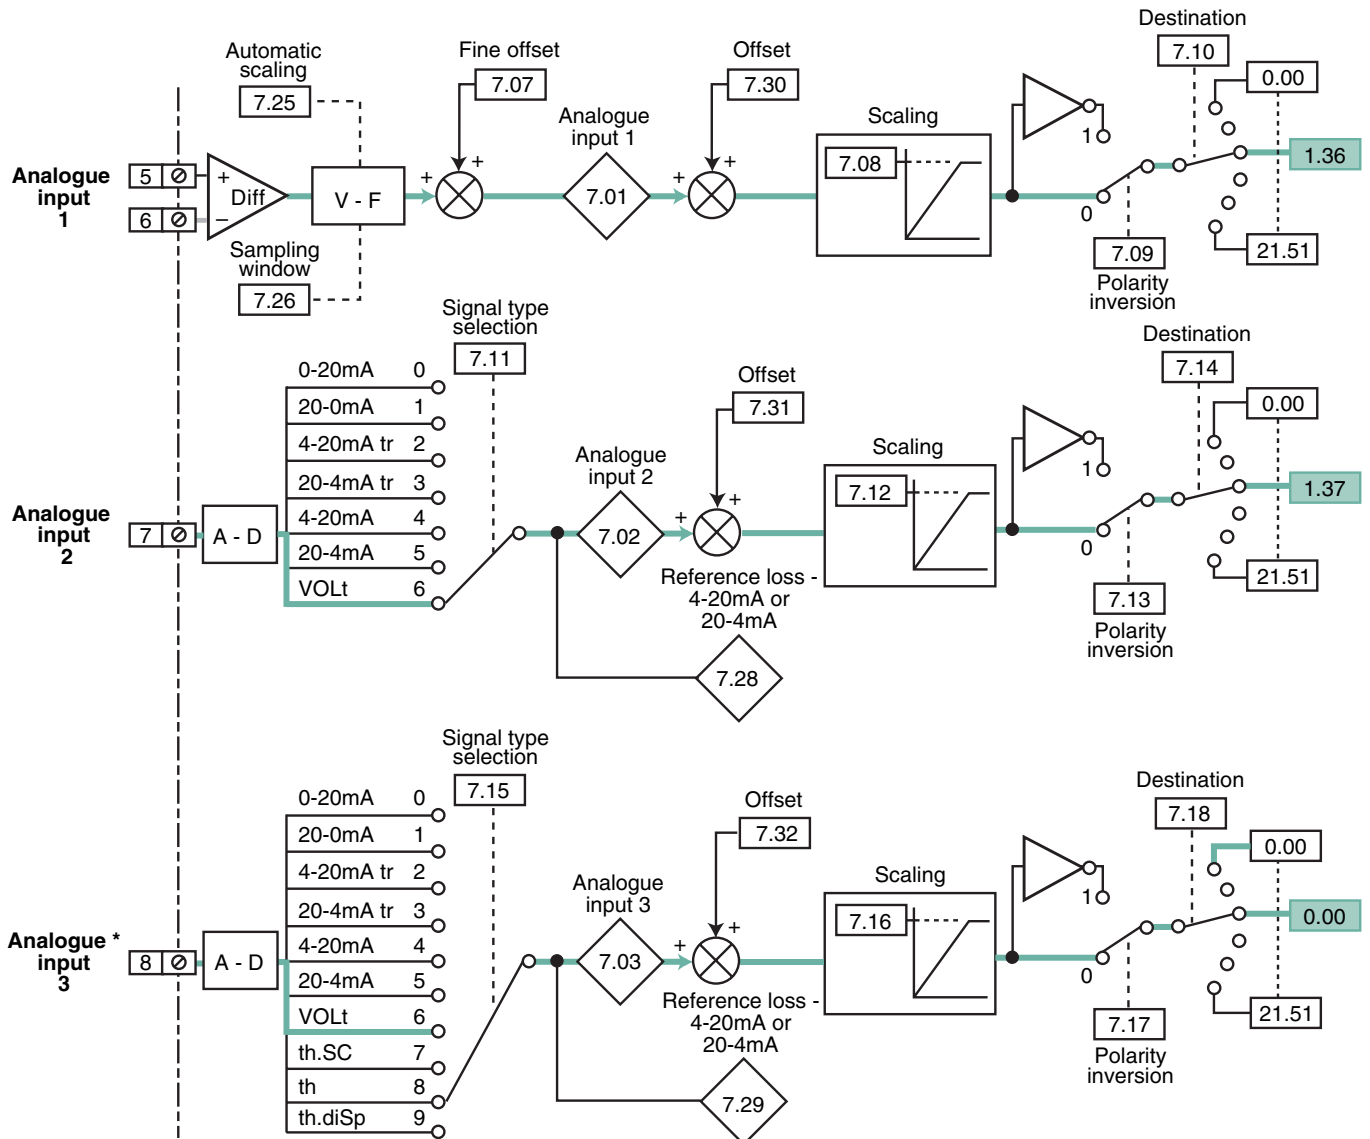 Analogue
input
1
5
6
+
Diff
−
Automatic
scaling
7.25
V - F
Sampling
window
7.26
Fine offset
7.07
+
+
Analogue
input 1
7.01
Offset
7.30
+
+
Scaling
7.08
1
0
7.09
Polarity
inversion
Destination
7.10
0.00
1.36
21.51
Analogue
input
2
7
A - D
0-20mA 0
20-0mA 1
4-20mA tr 2
20-4mA tr 3
4-20mA 4
20-4mA 5
VOLt 6
Signal type
selection
7.11
Analogue
input 2
7.02
Offset
7.31
+
+
Reference loss -
4-20mA or
20-4mA
7.28
Scaling
7.12
1
0
7.13
Polarity
inversion
Destination
7.14
0.00
1.37
21.51
Analogue *
input
3
8
A - D
0-20mA 0
20-0mA 1
4-20mA tr 2
20-4mA tr 3
4-20mA 4
20-4mA 5
VOLt 6
th.SC 7
th 8
th.diSp 9
Signal type
selection
7.15
Analogue
input 3
7.03
Offset
7.32
+
+
Reference loss -
4-20mA or
20-4mA
7.29
Scaling
7.16
1
0
7.17
Polarity
inversion
Destination
7.18
0.00
0.00
21.51